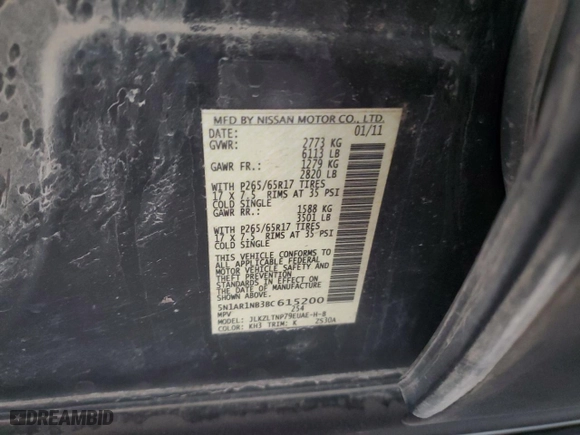 MFD BY NISSAN MOTOR CO., LTD.
DATE: 01/11
GVWR: 2773 KG
6113 LB
GAWR FR.: 1279 KG
2820 LB
WITH P265/65R17 TIRES
17 X 7.5 RIMS AT 35 PSI
COLD SINGLE
GAWR RR.: 1588 KG
3501 LB
WITH P265/65R17 TIRES
17 X 7.5 RIMS AT 35 PSI
COLD SINGLE
THIS VEHICLE CONFORMS TO
ALL APPLICABLE FEDERAL
MOTOR VEHICLE SAFETY AND
THEFT PREVENTION
STANDARDS IN EFFECT ON
THE DATE OF MANUFACTURE
SHOWN ABOVE.
5N1AR1NB3BC615200
MPV 254
MODEL: JLKZLTNP79EUAE-H-B
COLOR: KH3 TRIM: K 2530A
DREAMBID